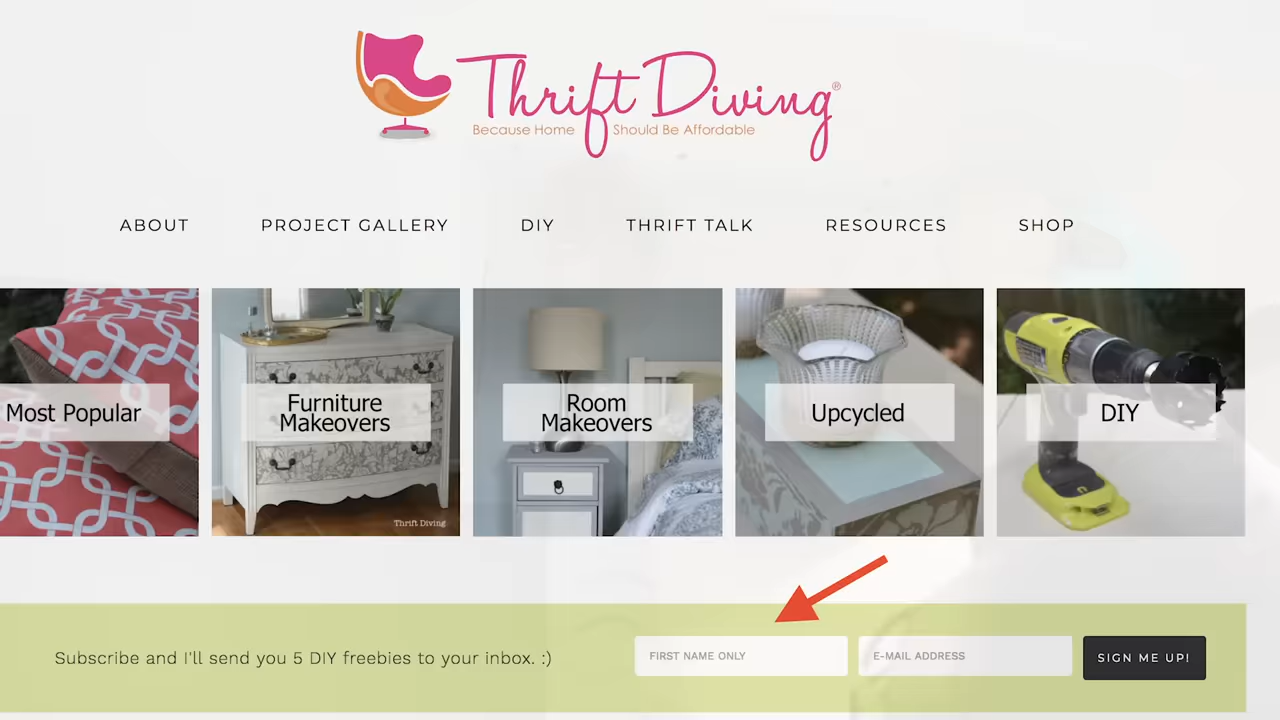 Thrift Diving®
Because Home Should Be Affordable
ABOUT PROJECT GALLERY DIY THRIFT TALK RESOURCES SHOP
Most Popular
Furniture
Makeovers
Thrift Diving
Room
Makeovers
Upcycled
DIY
Subscribe and I'll send you 5 DIY freebies to your inbox. :)
FIRST NAME ONLY
E-MAIL ADDRESS
SIGN ME UP!